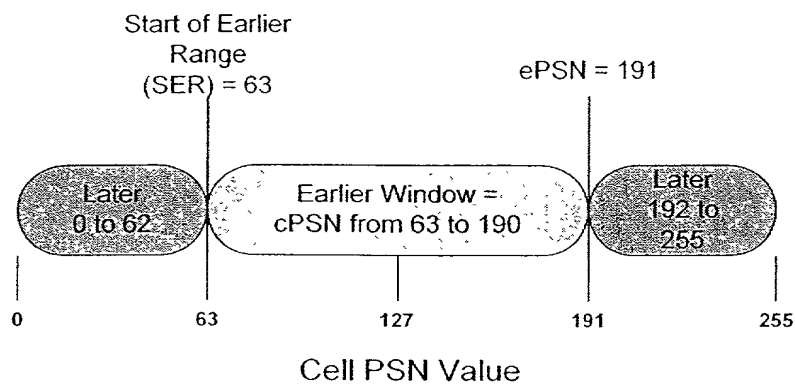 Start of Earlier
Range
(SER) = 63
ePSN = 191
Later
0 to 62
Earlier Window =
cPSN from 63 to 190
Later
192 to
255
0
63
127
191
255
Cell PSN Value